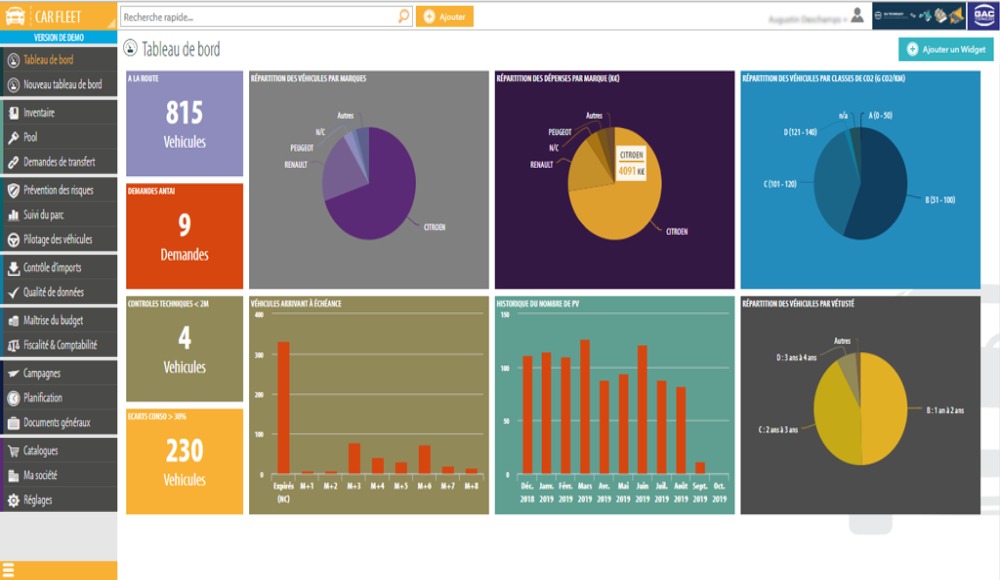 CAR FLEET
Recherche rapide...
Ajouter
GAC
VERSION DE DEMO
Tableau de bord
Nouveau tableau de bord
Inventaire
Pool
Demandes de transfert
Prévention des risques
Suivi du parc
Pilotage des véhicules
Contrôle d'imports
Qualité de données
Maîtrise du budget
Fiscalité & Comptabilité
Campagnes
Planification
Documents généraux
Catalogues
Ma société
Réglages
Tableau de bord
Ajouter un Widget
A LA ROUTE
815
Vehicules
DEMANDES ANTAI
9
Demandes
CONTROLES TECHNIQUES < 2M
4
Vehicules
ECARTS CONSO > 30%
230
Vehicules
RÉPARTITION DES VÉHICULES PAR MARQUES
Autres
N/C
PEUGEOT
RENAULT
CITROEN
RÉPARTITION DES DÉPENSES PAR MARQUE (K€)
Autres
PEUGEOT
N/C
RENAULT
CITROEN
4091 K€
CITROEN
RÉPARTITION DES VÉHICULES PAR CLASSES DE CO2 (G CO2/KM)
n/a
A (0 - 50)
D (121 - 140)
C (101 - 120)
B (51 - 100)
VÉHICULES ARRIVANT À ÉCHÉANCE
400
300
200
100
0
Expirés M+1 M+2 M+3 M+4 M+5 M+6 M+7 M+8
(NC)
HISTORIQUE DU NOMBRE DE PV
150
100
50
0
Déc. Janv. Févr. Mars Avr. Mai Juin Juil. Août Sept. Oct.
2018 2019 2019 2019 2019 2019 2019 2019 2019 2019 2019
RÉPARTITION DES VÉHICULES PAR VÉTUSTÉ
Autres
D : 3 ans à 4 ans
C : 2 ans à 3 ans
B : 1 an à 2 ans